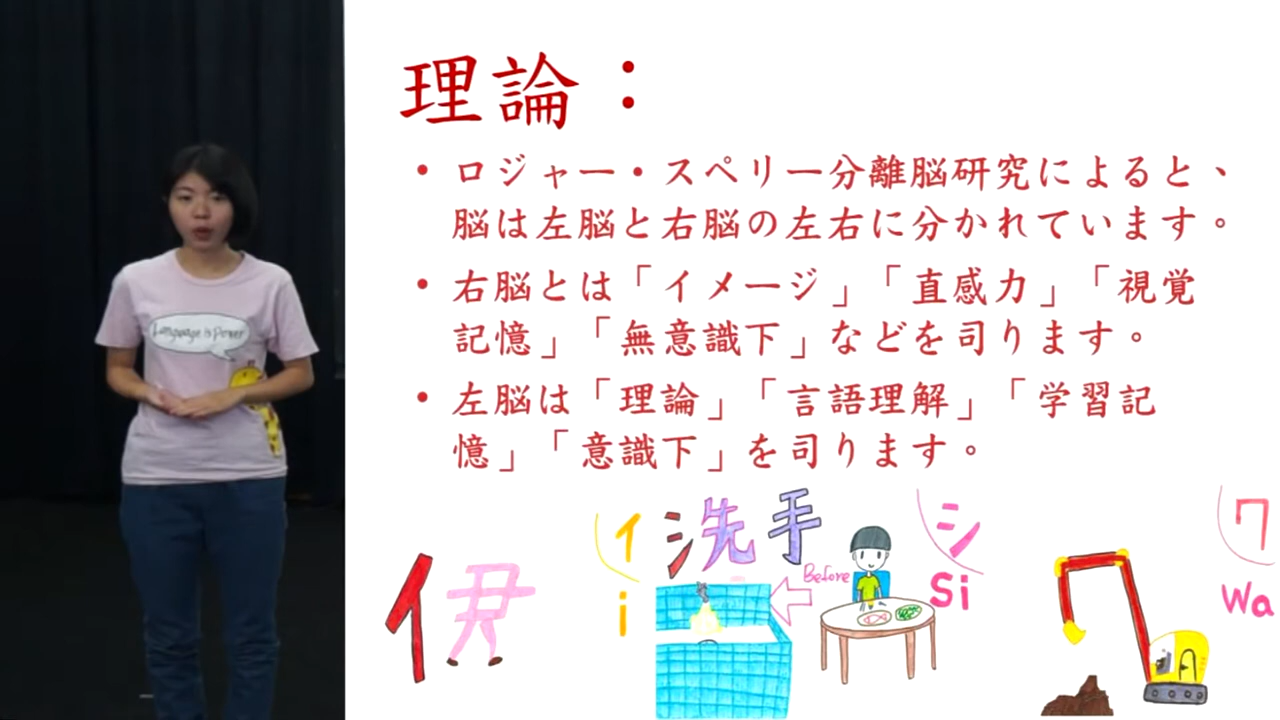 理論：
• ロジャー・スペリー分離脳研究によると、
脳は左脳と右脳の左右に分かれています。
• 右脳とは「イメージ」「直感力」「視覚
記憶」「無意識下」などを司ります。
• 左脳は「理論」「言語理解」「学習記
憶」「意識下」を司ります。
Language is Power
伊
イ
i
洗手
Before
シ
Si
ワ
Wa